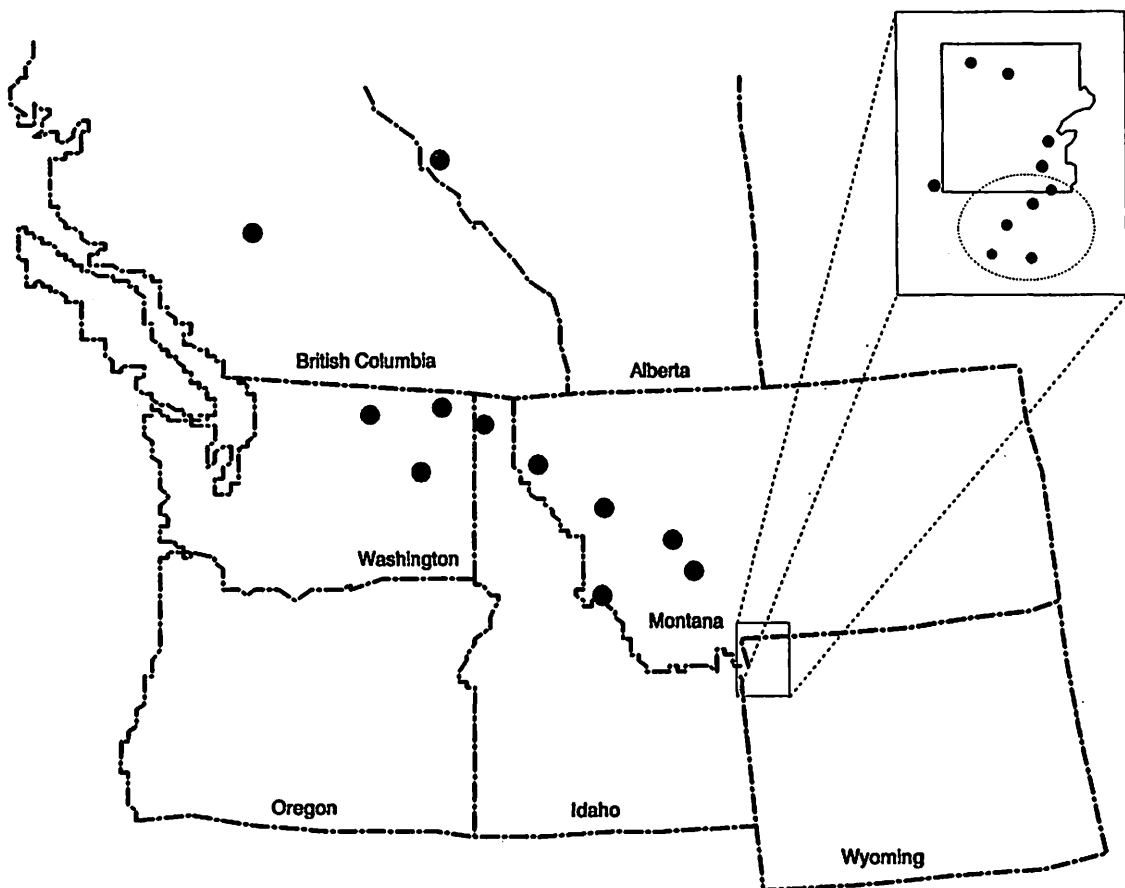 British Columbia
Alberta
Washington
Montana
Oregon
Idaho
Wyoming